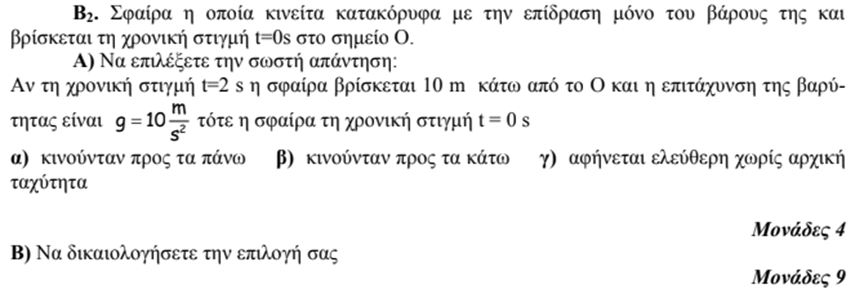 Β₂. Σφαίρα η οποία κινείτα κατακόρυφα με την επίδραση μόνο του βάρους της και
βρίσκεται τη χρονική στιγμή t=0s στο σημείο Ο.
Α) Να επιλέξετε την σωστή απάντηση:
Αν τη χρονική στιγμή t=2 s η σφαίρα βρίσκεται 10 m κάτω από το Ο και η επιτάχυνση της βαρύ-
τητας είναι g = 10 m/s² τότε η σφαίρα τη χρονική στιγμή t = 0 s
α) κινούνταν προς τα πάνω β) κινούνταν προς τα κάτω γ) αφήνεται ελεύθερη χωρίς αρχική
ταχύτητα
Μονάδες 4
Β) Να δικαιολογήσετε την επιλογή σας
Μονάδες 9